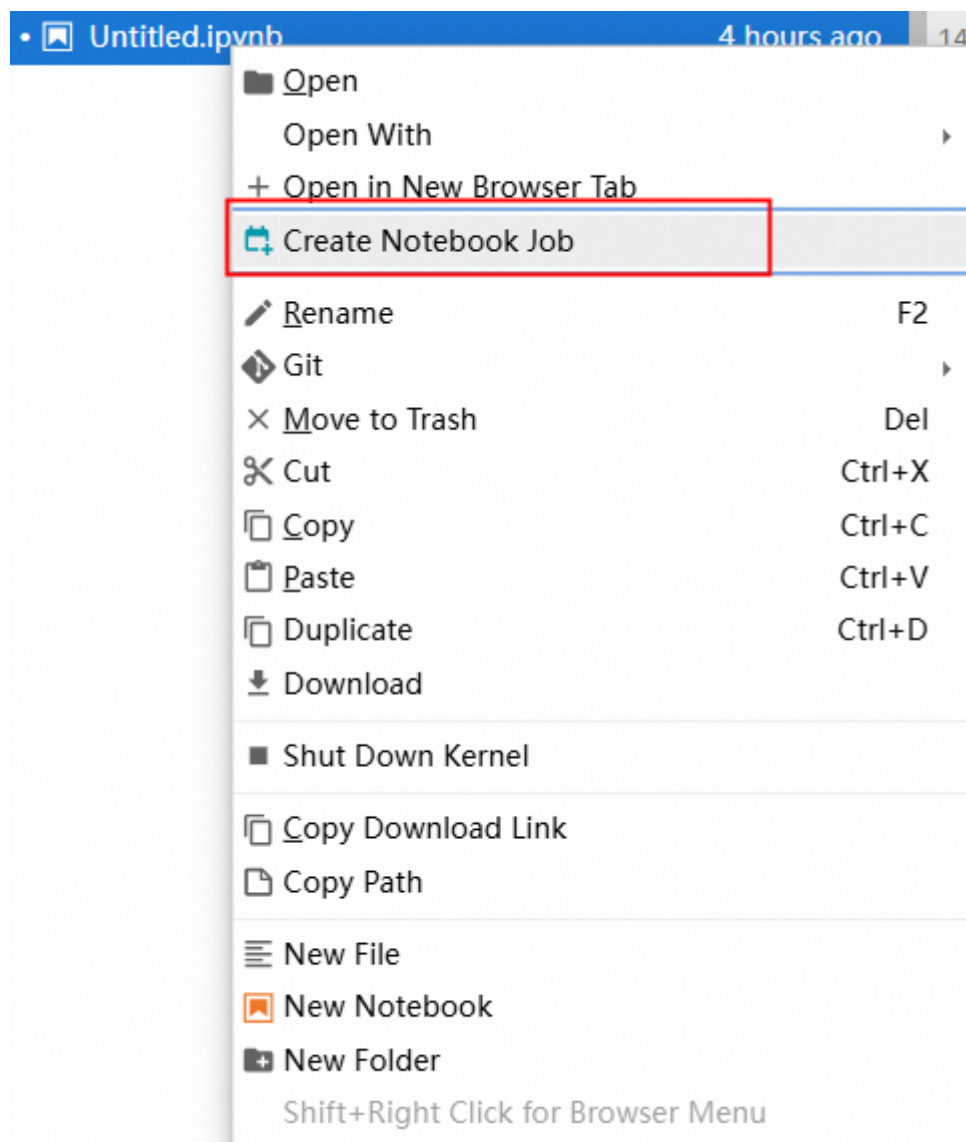 Untitled.ipynb 4 hours ago 14
Open
Open With
Open in New Browser Tab
Create Notebook Job
Rename F2
Git
Move to Trash Del
Cut Ctrl+X
Copy Ctrl+C
Paste Ctrl+V
Duplicate Ctrl+D
Download
Shut Down Kernel
Copy Download Link
Copy Path
New File
New Notebook
New Folder
Shift+Right Click for Browser Menu